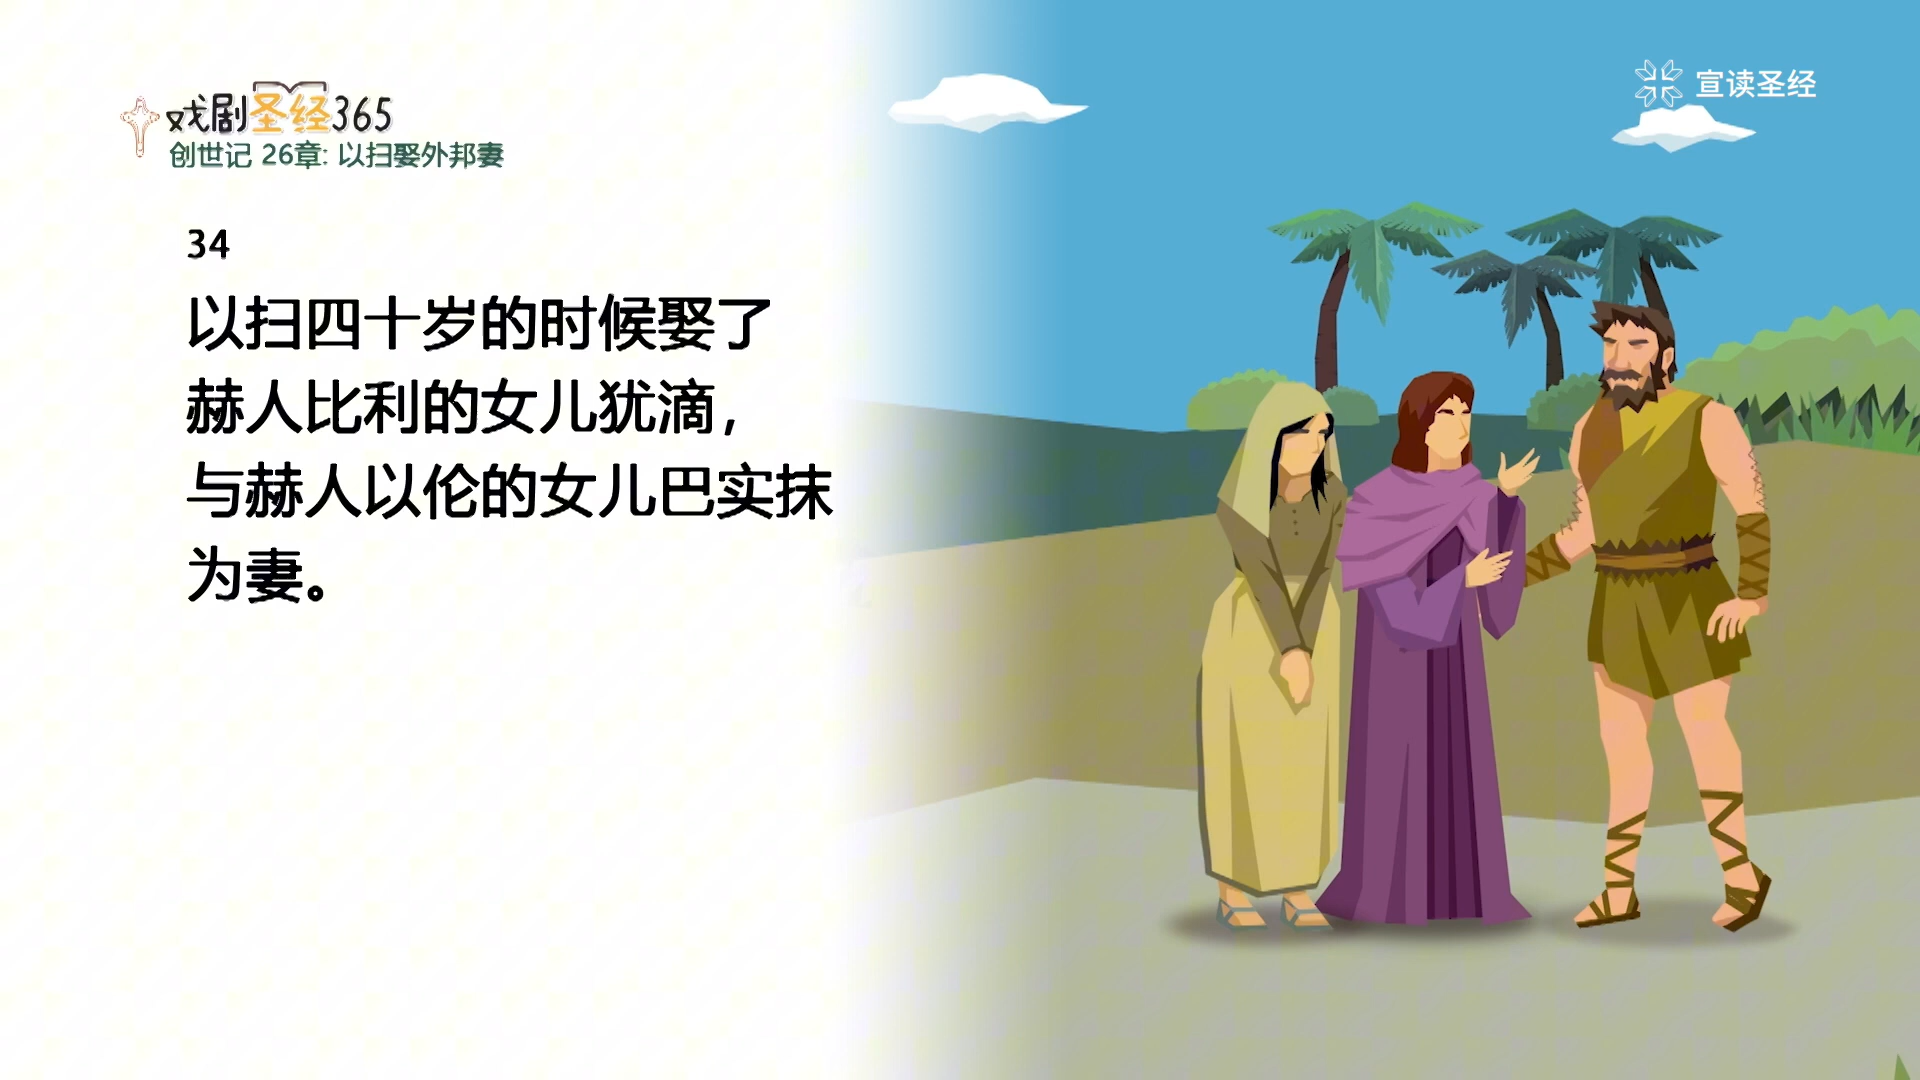 戏剧圣经365
创世记 26章: 以扫娶外邦妻
宣读圣经
34
以扫四十岁的时候娶了
赫人比利的女儿犹滴，
与赫人以伦的女儿巴实抹
为妻。